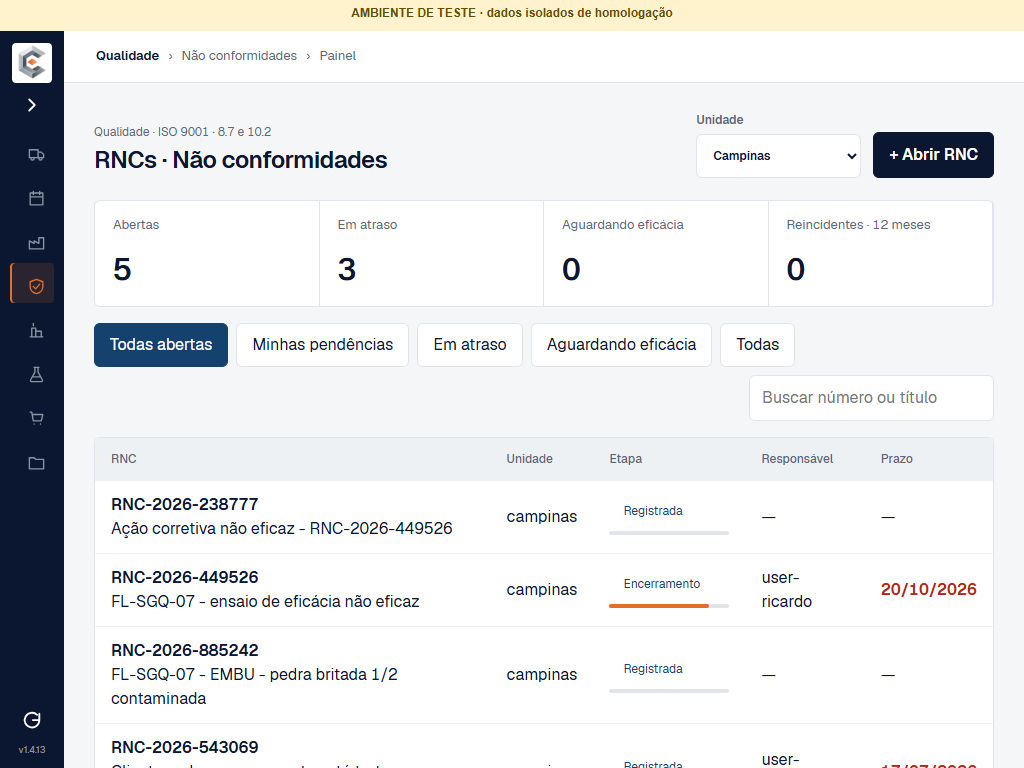 AMBIENTE DE TESTE · dados isolados de homologação
Qualidade › Não conformidades › Painel
Qualidade · ISO 9001 · 8.7 e 10.2
RNCs · Não conformidades
Unidade
Campinas
+ Abrir RNC
Abertas
5
Em atraso
3
Aguardando eficácia
0
Reincidentes · 12 meses
0
Todas abertas
Minhas pendências
Em atraso
Aguardando eficácia
Todas
Buscar número ou título
RNC Unidade Etapa Responsável Prazo
RNC-2026-238777
Ação corretiva não eficaz - RNC-2026-449526
campinas
Registrada
—
—
RNC-2026-449526
FL-SGQ-07 - ensaio de eficácia não eficaz
campinas
Encerramento
user-
ricardo
20/10/2026
RNC-2026-885242
FL-SGQ-07 - EMBU - pedra britada 1/2
contaminada
campinas
Registrada
—
—
RNC-2026-543069
Registrada
user-
v1.4.13